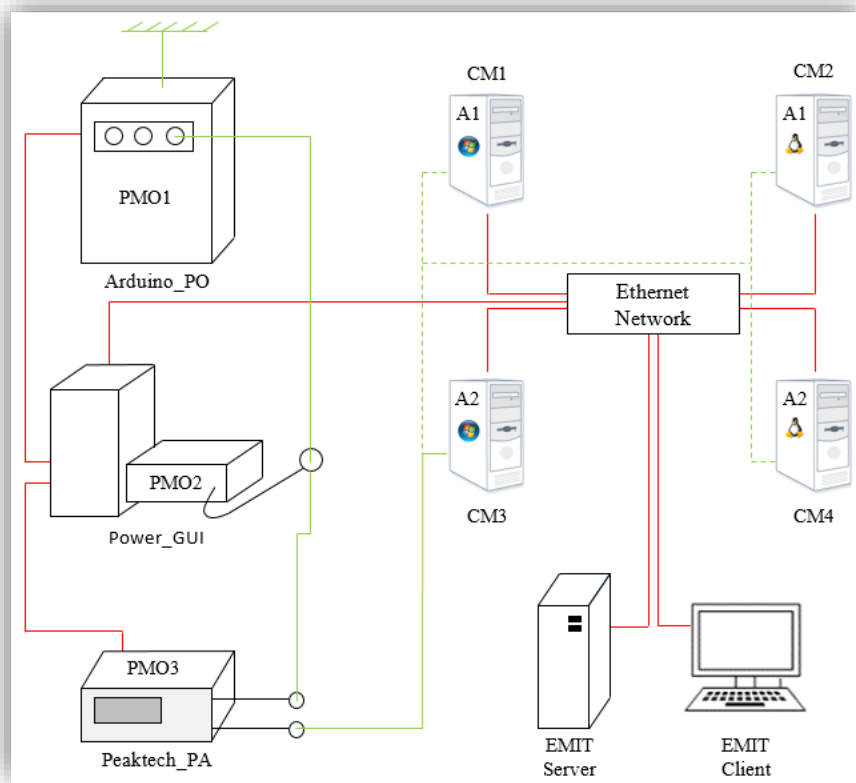 CM1
CM2
A1
A1
PMO1
Arduino_PO
Ethernet
Network
A2
A2
PMO2
Power_GUI
CM3
CM4
PMO3
Peaktech_PA
EMIT
Server
EMIT
Client